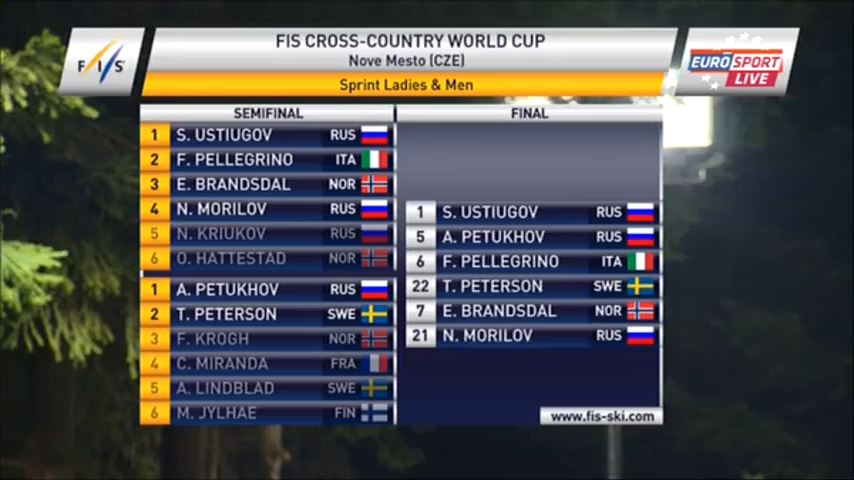 FIS CROSS-COUNTRY WORLD CUP
Nove Mesto (CZE)
Sprint Ladies & Men
FIS
EUROSPORT
LIVE
SEMIFINAL
1 S. USTIUGOV RUS
2 F. PELLEGRINO ITA
3 E. BRANDSDAL NOR
4 N. MORILOV RUS
5 N. KRIUKOV RUS
6 O. HATTESTAD NOR
1 A. PETUKHOV RUS
2 T. PETERSON SWE
3 F. KROGH NOR
4 C. MIRANDA FRA
5 A. LINDBLAD SWE
6 M. JYLHAE FIN
FINAL
1 S. USTIUGOV RUS
5 A. PETUKHOV RUS
6 F. PELLEGRINO ITA
22 T. PETERSON SWE
7 E. BRANDSDAL NOR
21 N. MORILOV RUS
www.fis-ski.com